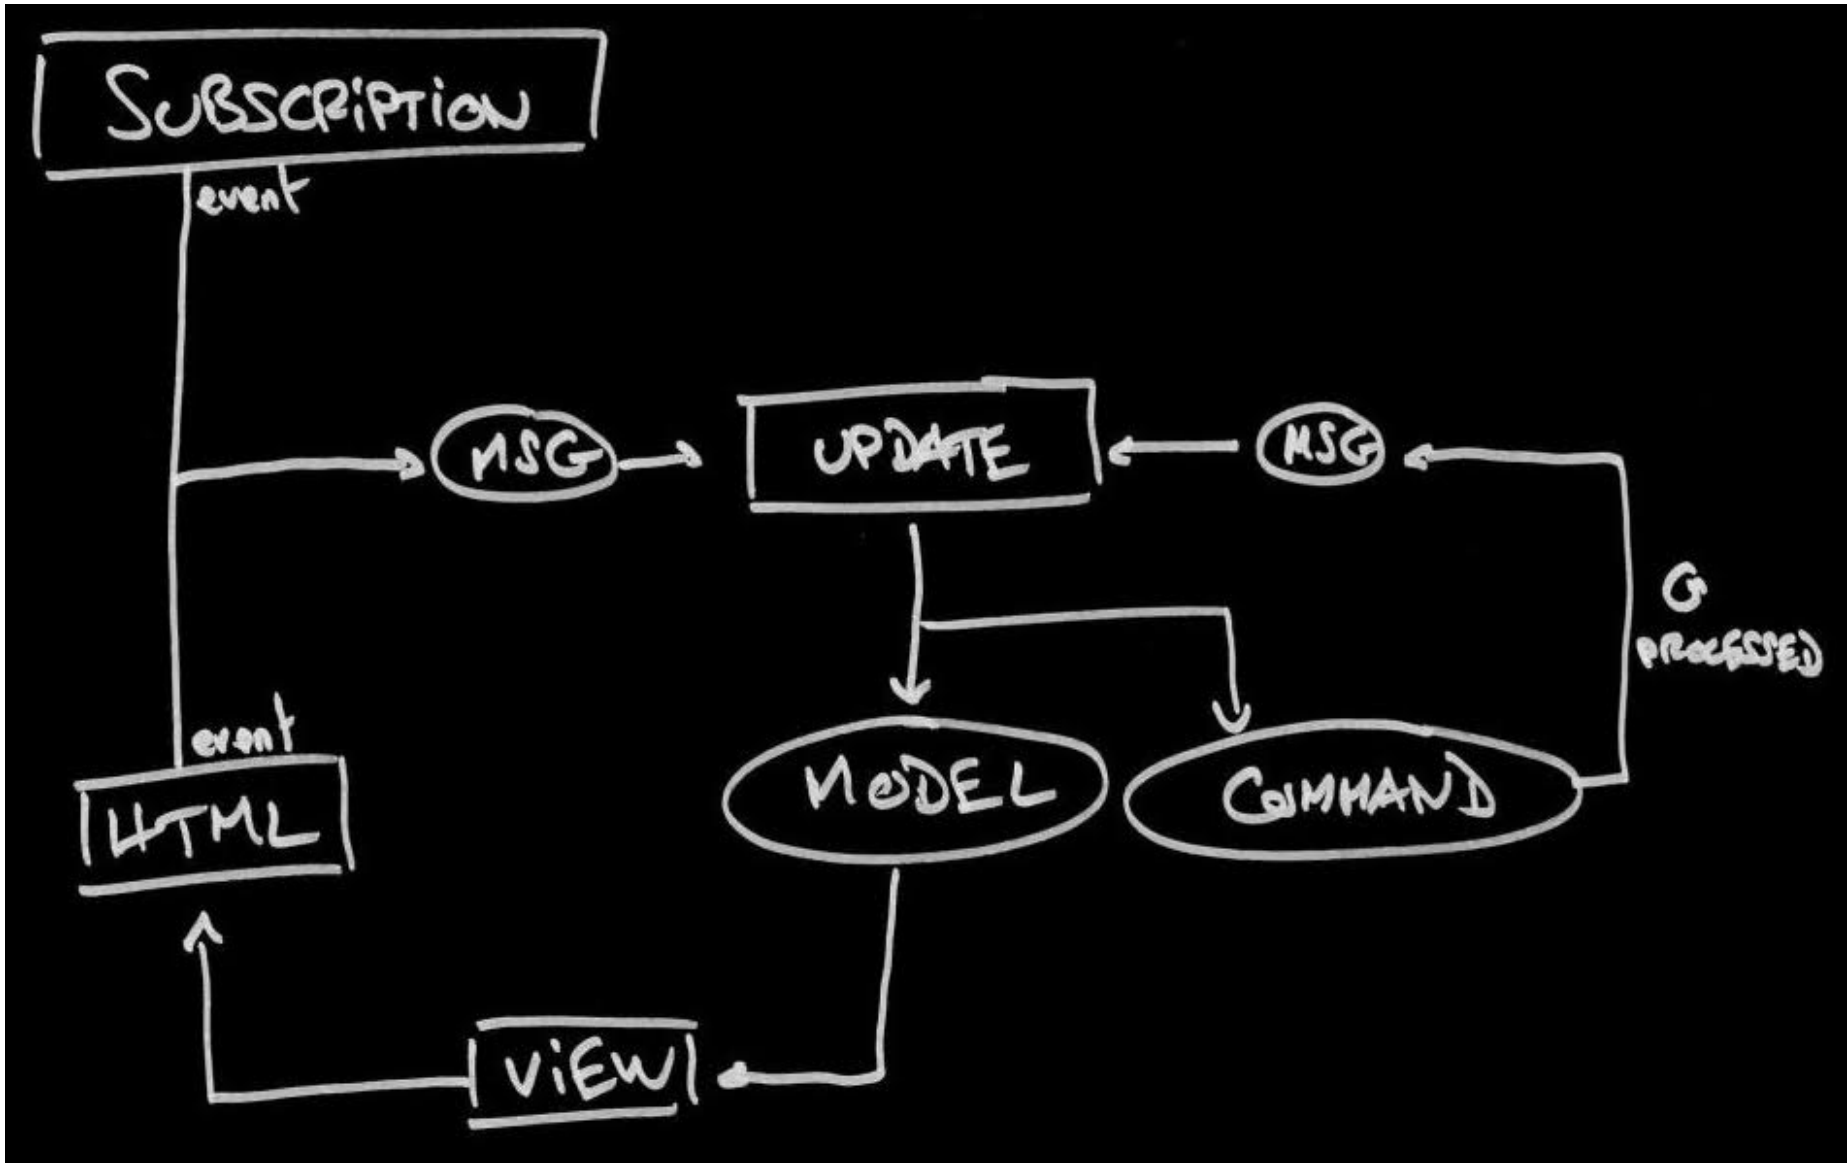 SUBSCRIPTION
event
MSG
UPDATE
MSG
PROCESSED
event
HTML
MODEL
COMMAND
VIEW